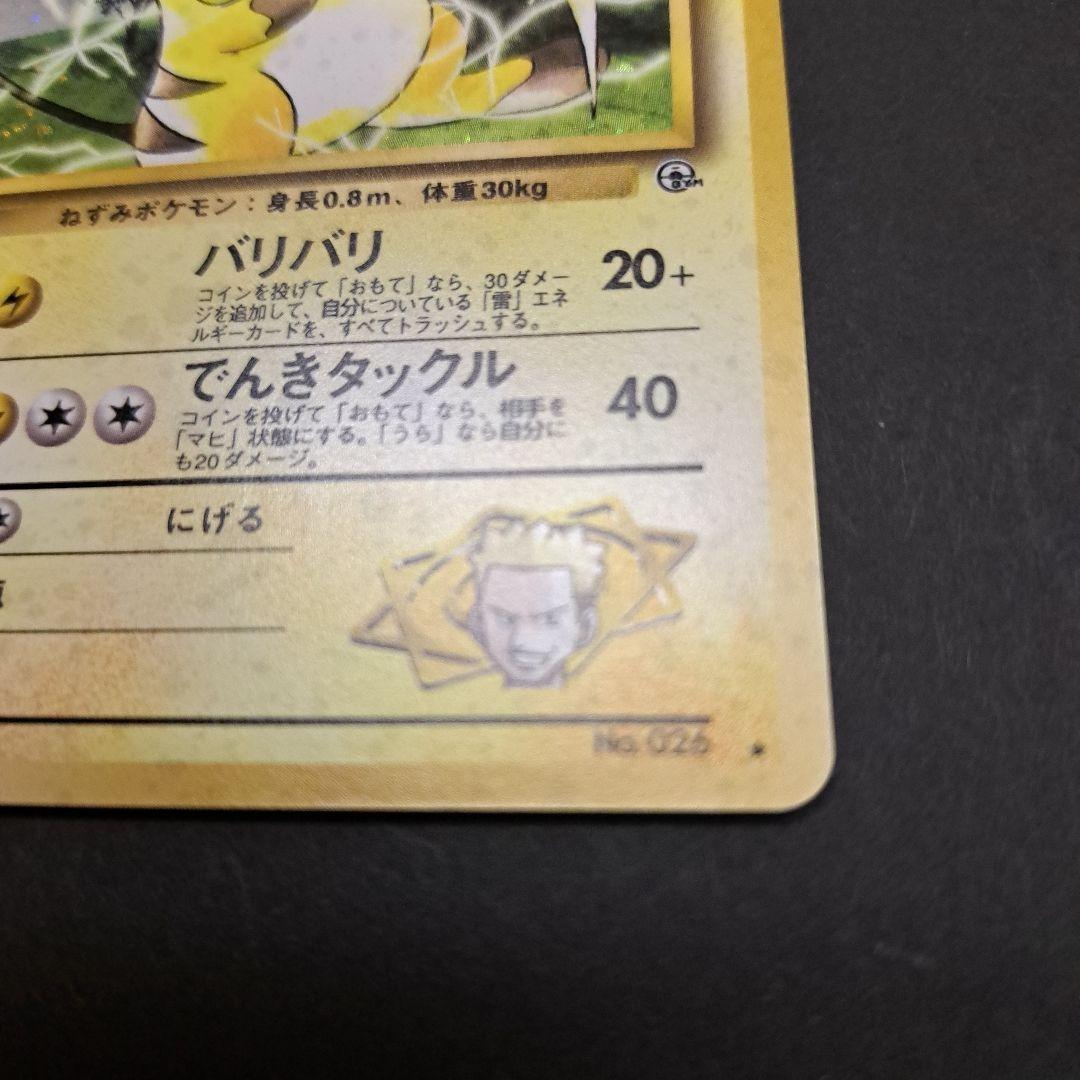 ねずみポケモン：身長0.8m、体重30kg
バリバリ 20+
コインを投げて「おもて」なら、30ダメー
ジを追加して、自分についている「雷」エネ
ルギーカードを、すべてトラッシュする。
でんきタックル 40
コインを投げて「おもて」なら、相手を
「マヒ」状態にする。「うら」なら自分に
も20ダメージ。
にげる
No. 026